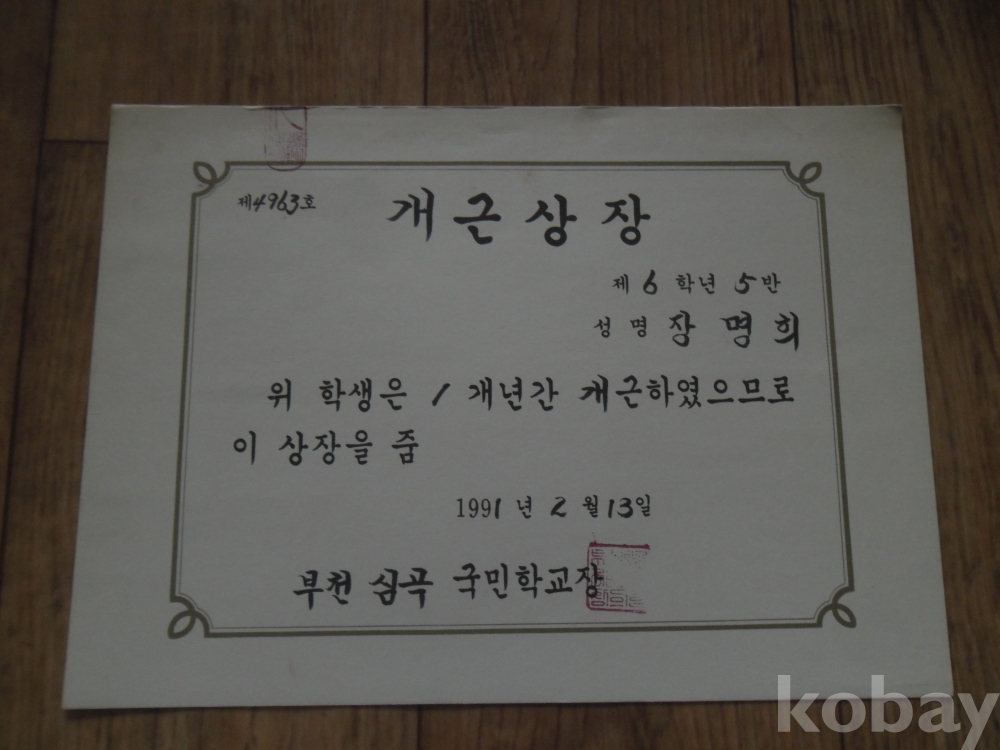 제4963호
개근상장
제 6 학년 5 반
성명 장 명 희
위 학생은 1 개년간 개근하였으므로
이 상장을 줌
1991 년 2 월 13 일
부천 심곡 국민학교장
kobay